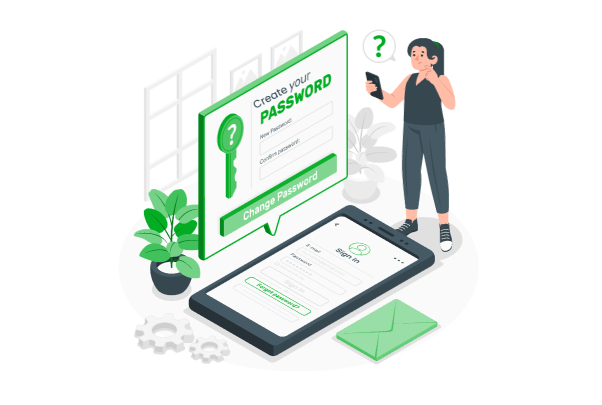 ?
Create your
PASSWORD
New Password:
Confirm password:
?
Change Password
Sign in
E-mail
Password
Forgot password?